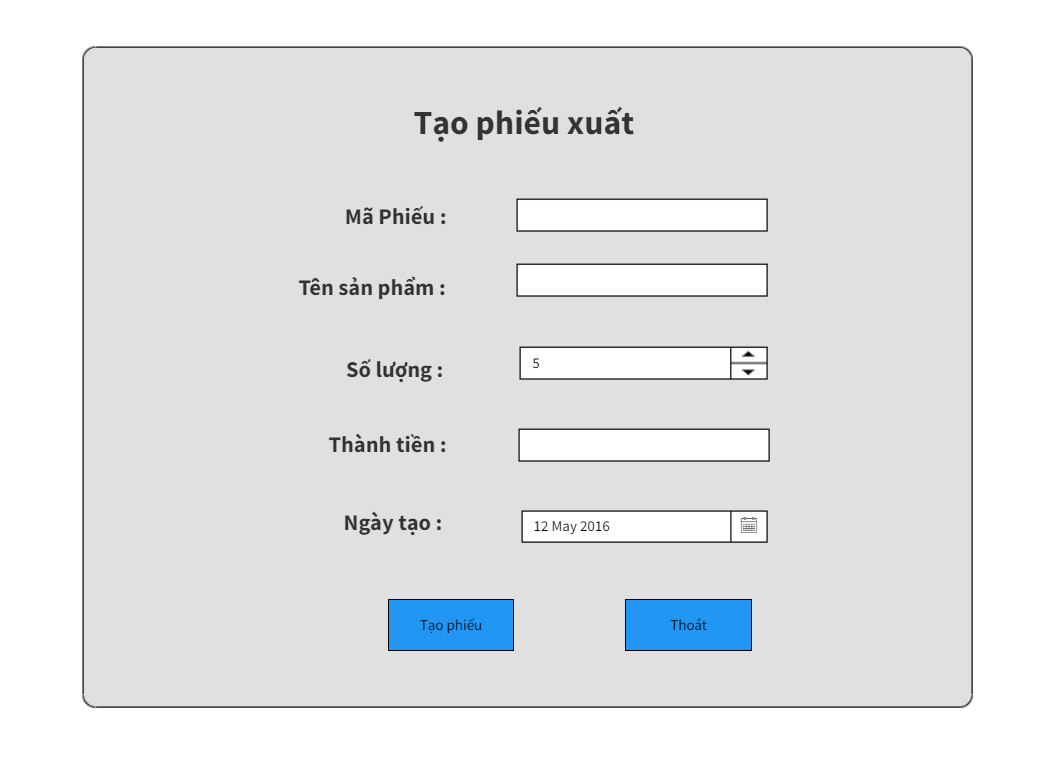 Tạo phiếu xuất
Mã Phiếu :
Tên sản phẩm :
Số lượng :
5
Thành tiền :
Ngày tạo :
12 May 2016
Tạo phiếu
Thoát